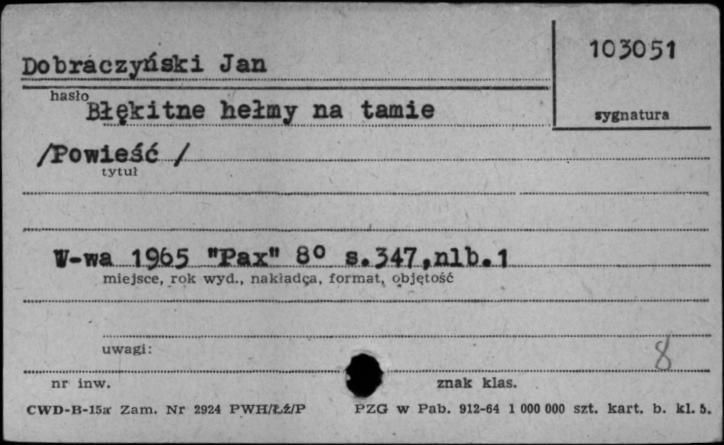 103051
Dobraczyński Jan
hasło
sygnatura
Błękitne hełmy na tamie
/Powieść /
tytuł
W-wa 1965 "Pax" 8° s.347,nlb.1
miejsce, rok wyd., nakładca, format, objętość
uwagi:
8
nr inw.
znak klas.
CWD-B-15a Zam. Nr 2924 PWH/Łż/P
PZG w Pab. 912-64 1 000 000 szt. kart. b. kl. 5.